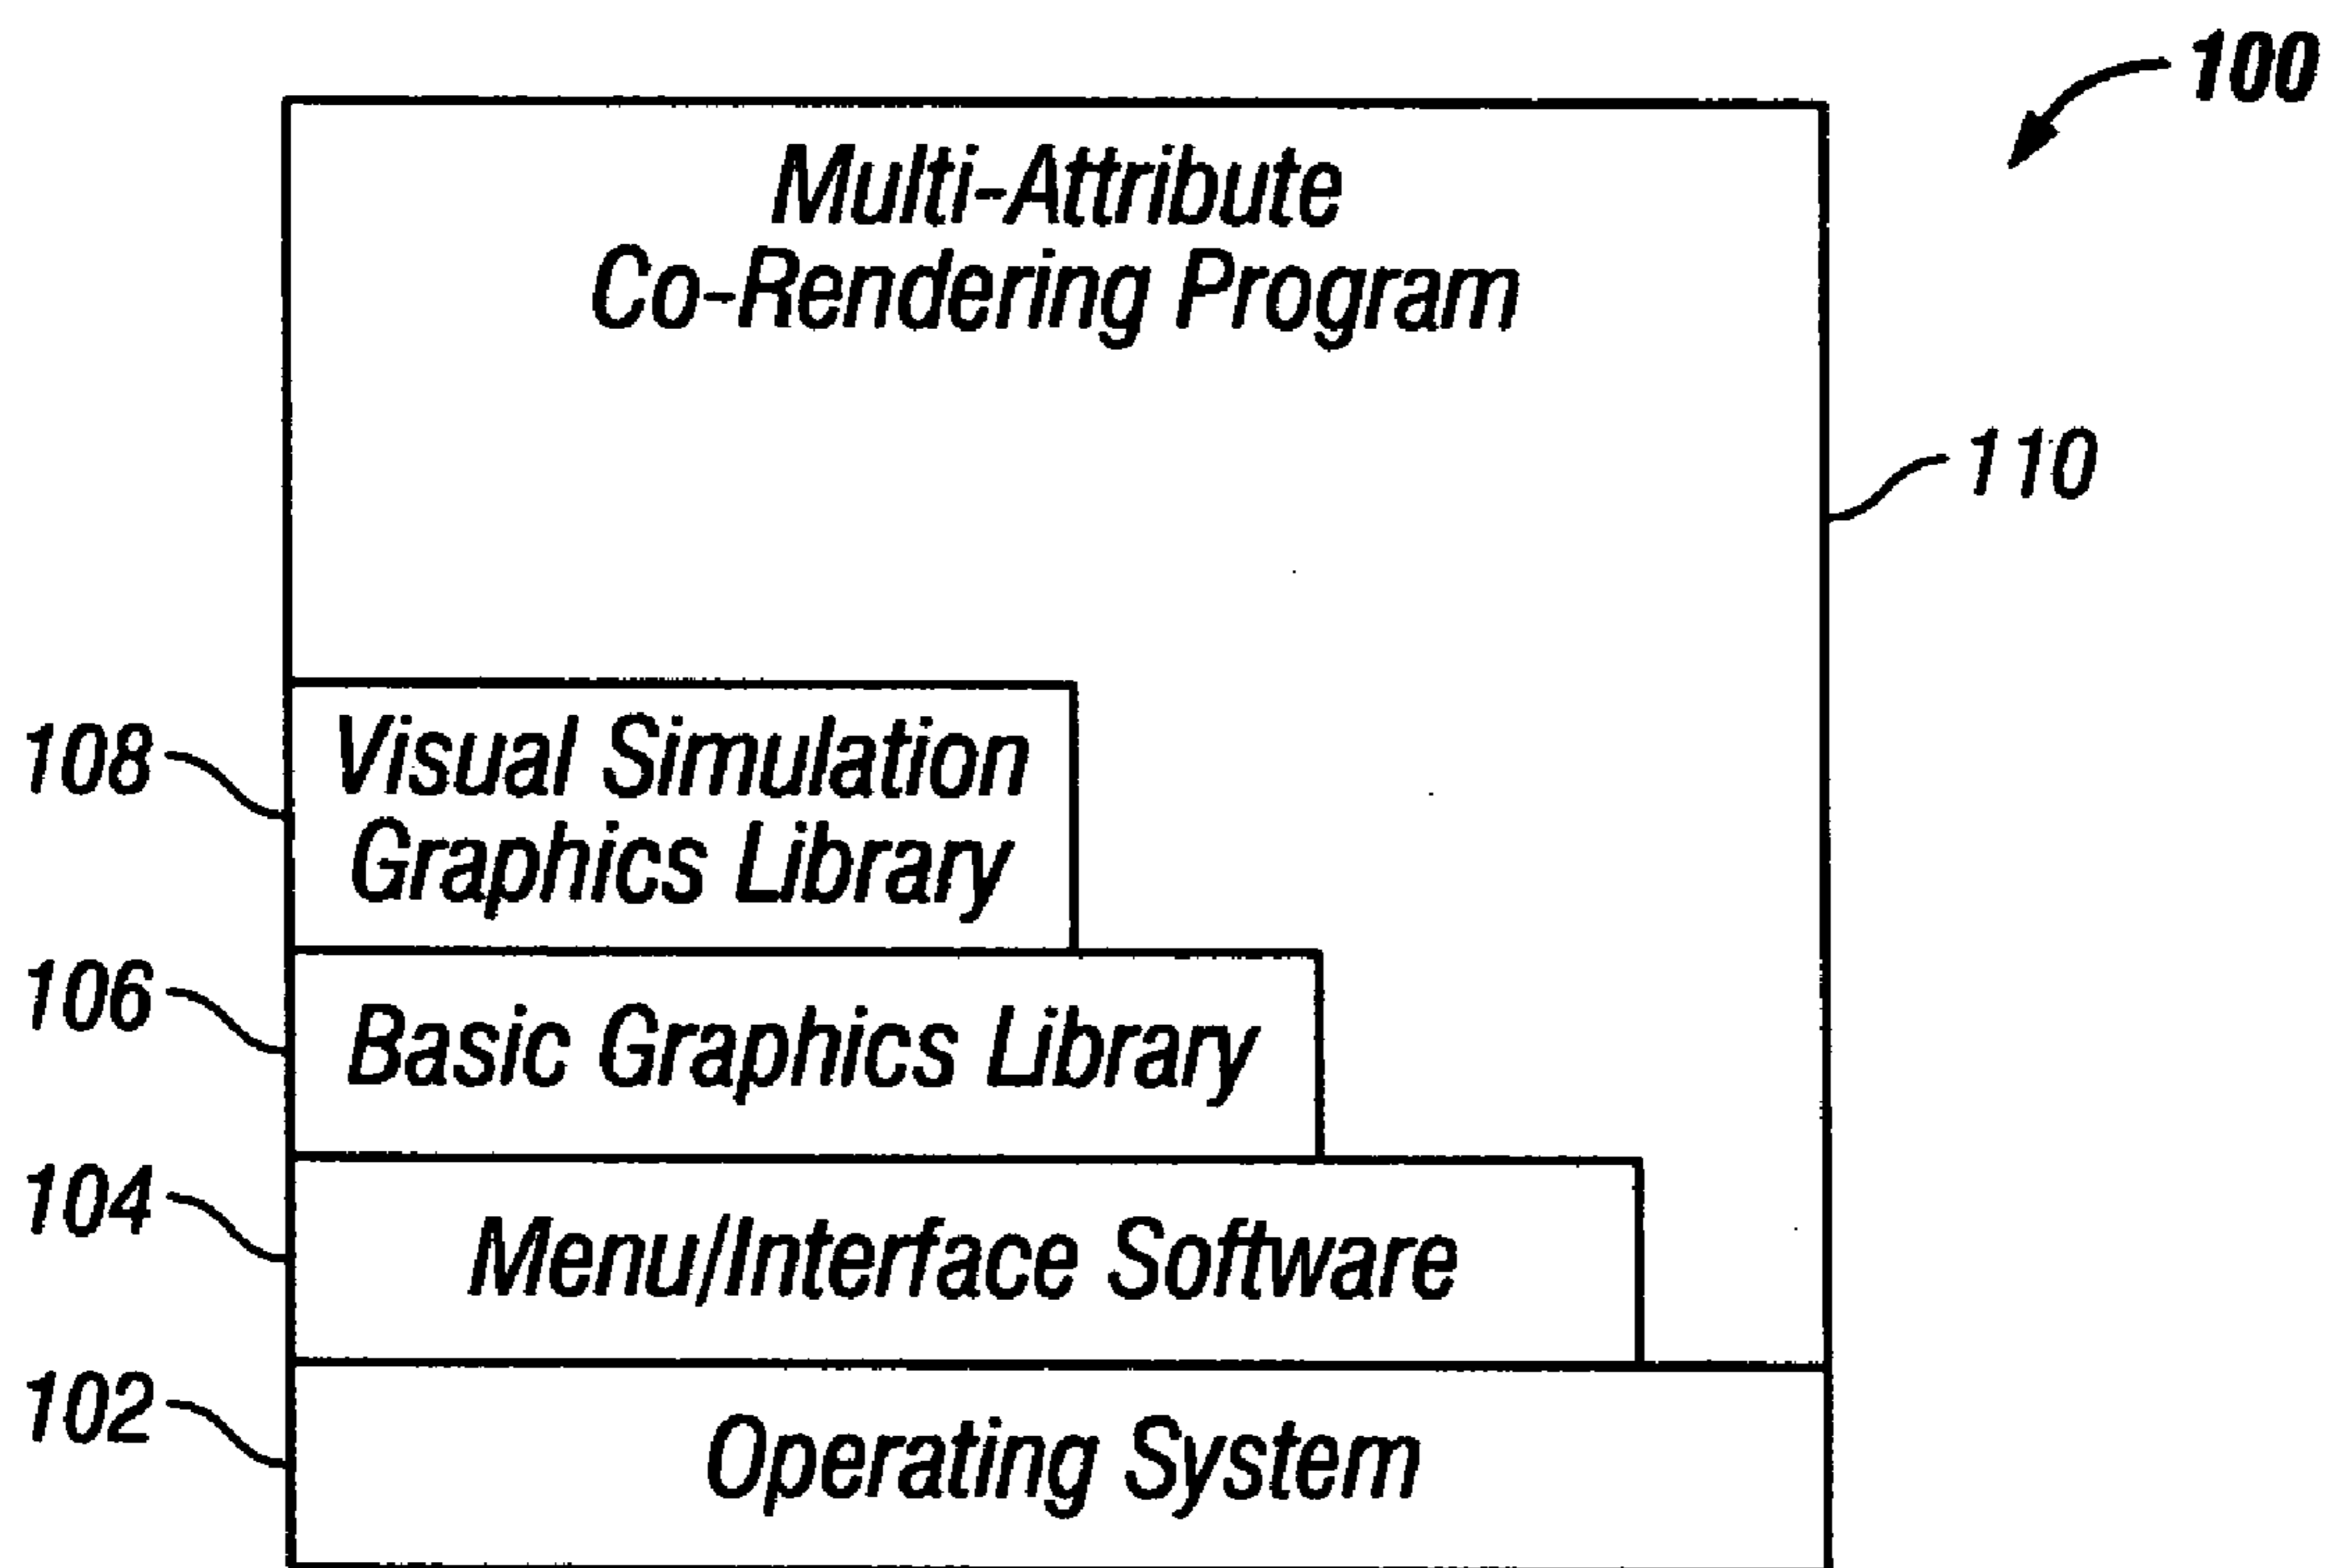 100
Multi-Attribute
Co-Rendering Program
110
108
Visual Simulation
Graphics Library
106
Basic Graphics Library
104
Menu/Interface Software
102
Operating System